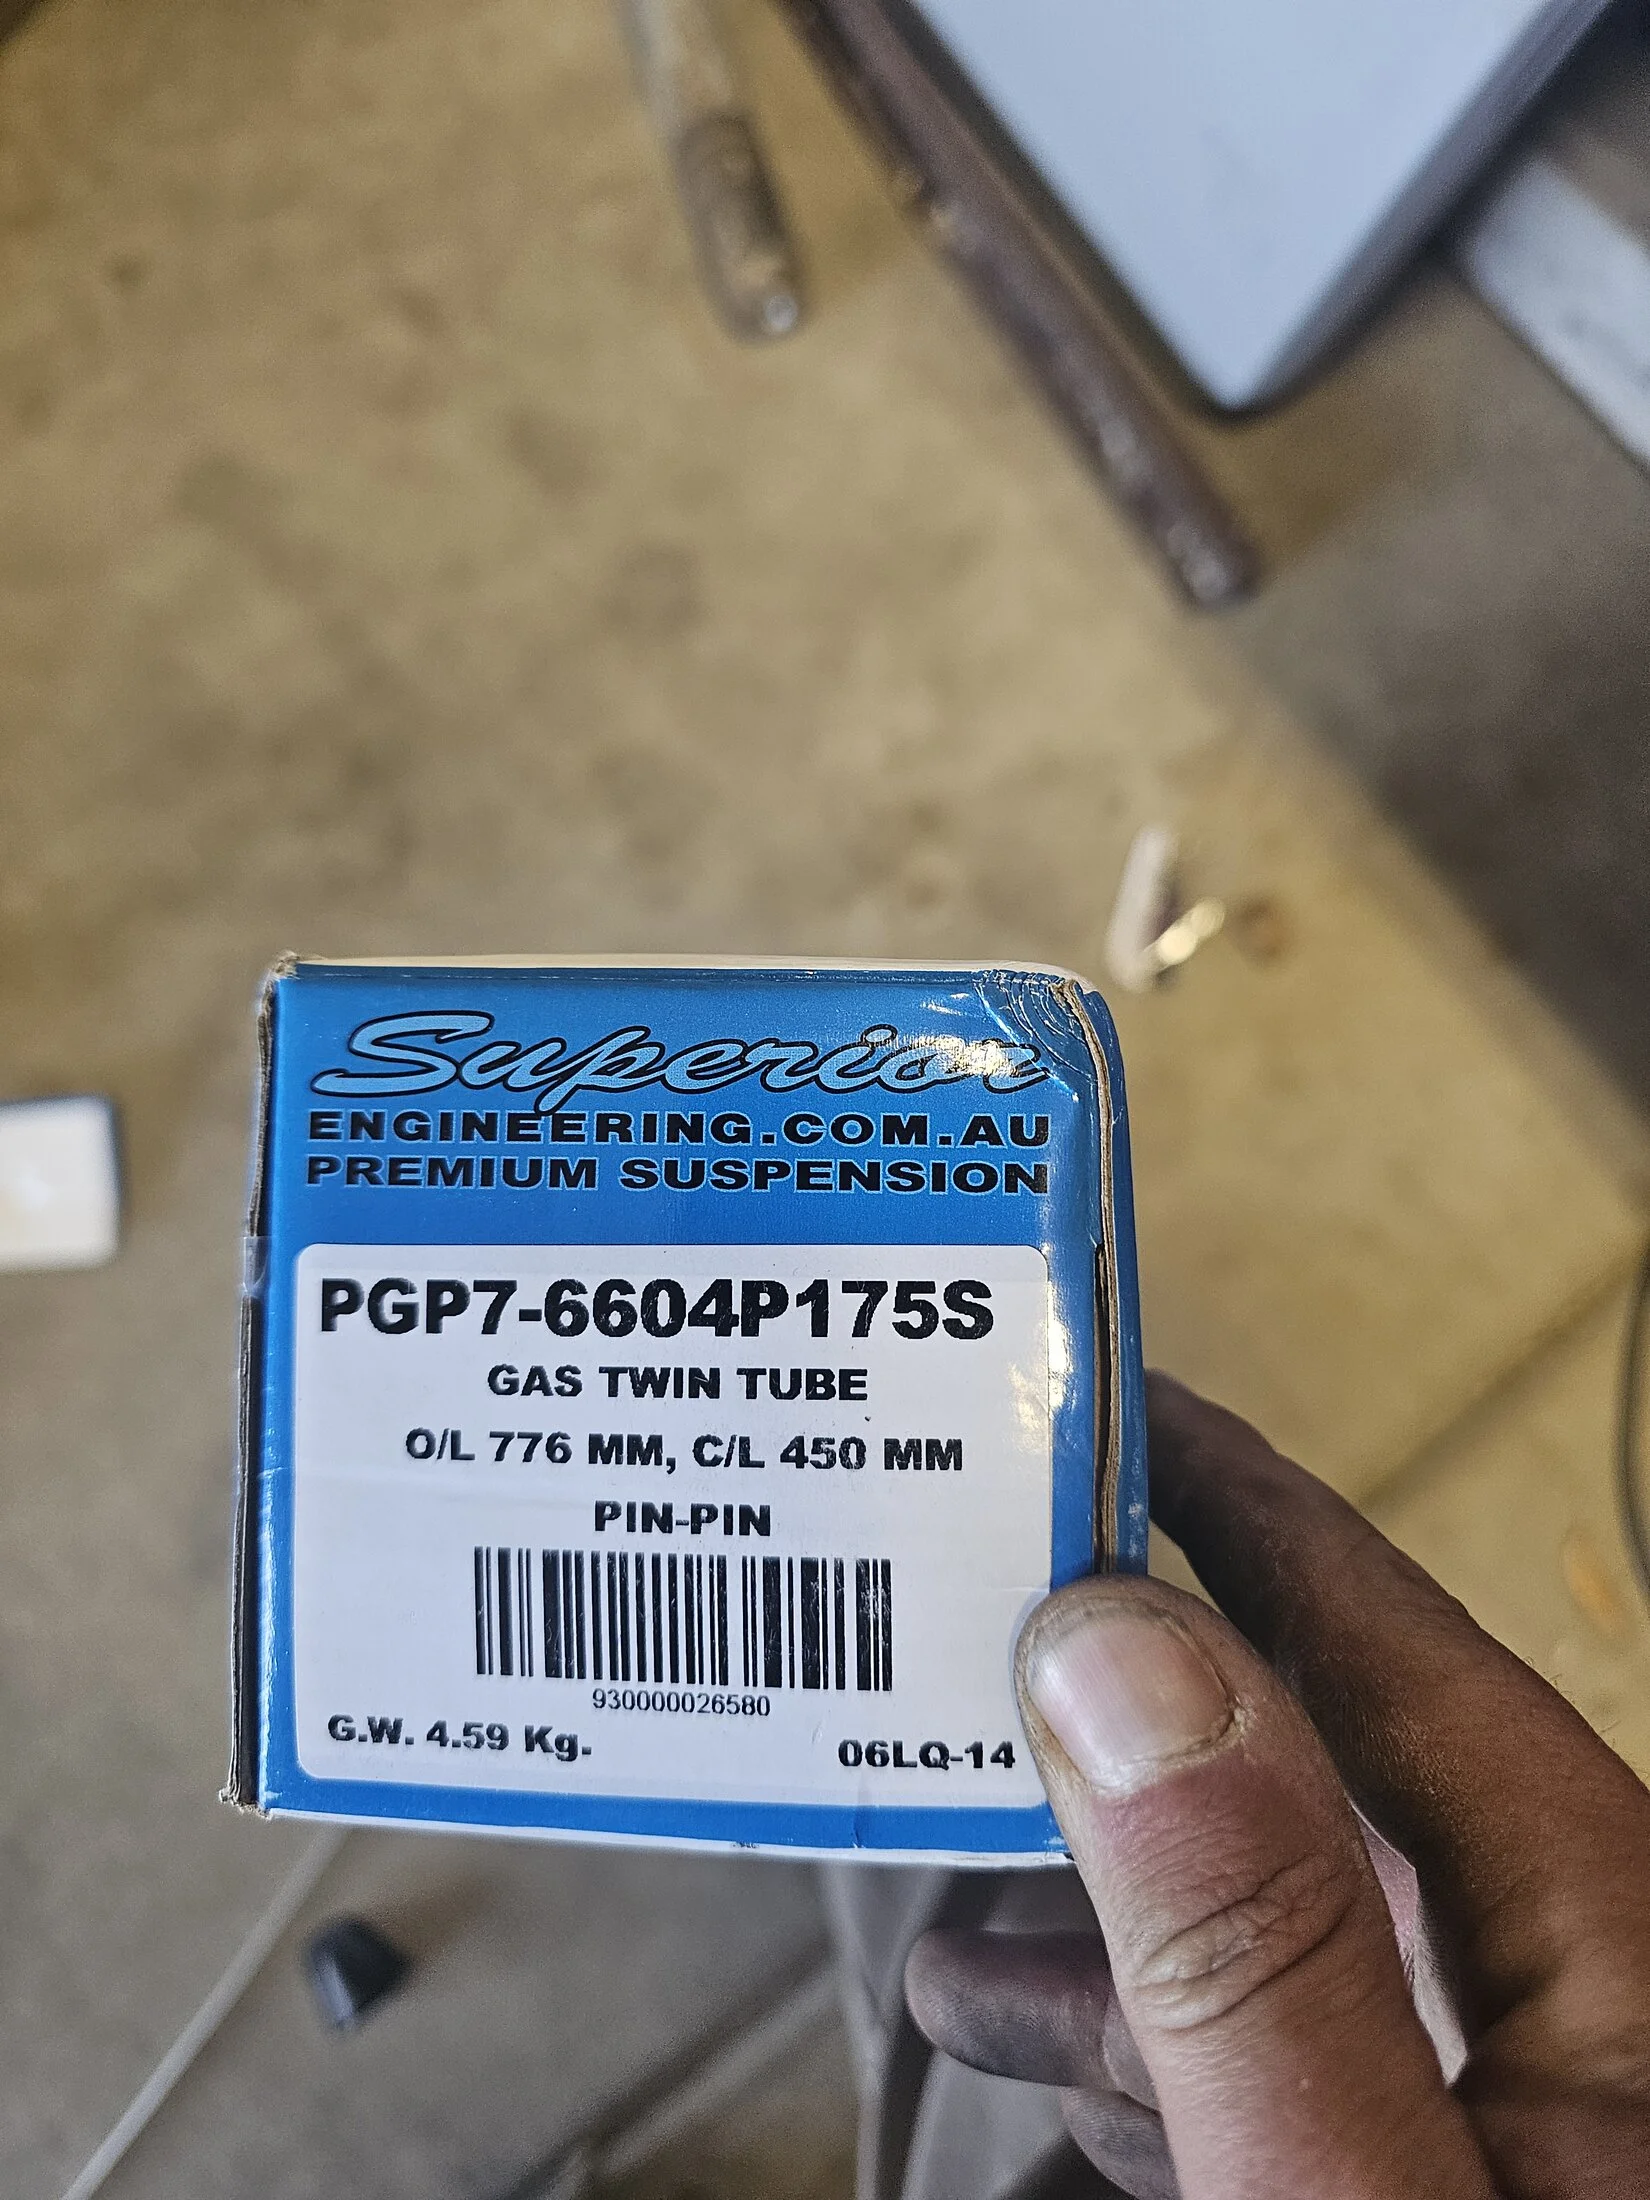 Superior
ENGINEERING.COM.AU
PREMIUM SUSPENSION
PGP7-6604P175S
GAS TWIN TUBE
O/L 776 MM, C/L 450 MM
PIN-PIN
930000026580
G.W. 4.59 Kg.
06LQ-14